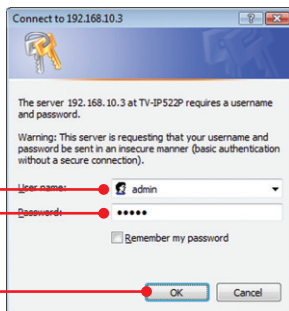 Connect to 192.168.10.3
The server 192.168.10.3 at TV-IP522P requires a username
and password.
Warning: This server is requesting that your username and
password be sent in an insecure manner (basic authentication
without a secure connection).
User name:
admin
Password:
•••••
Remember my password
OK
Cancel